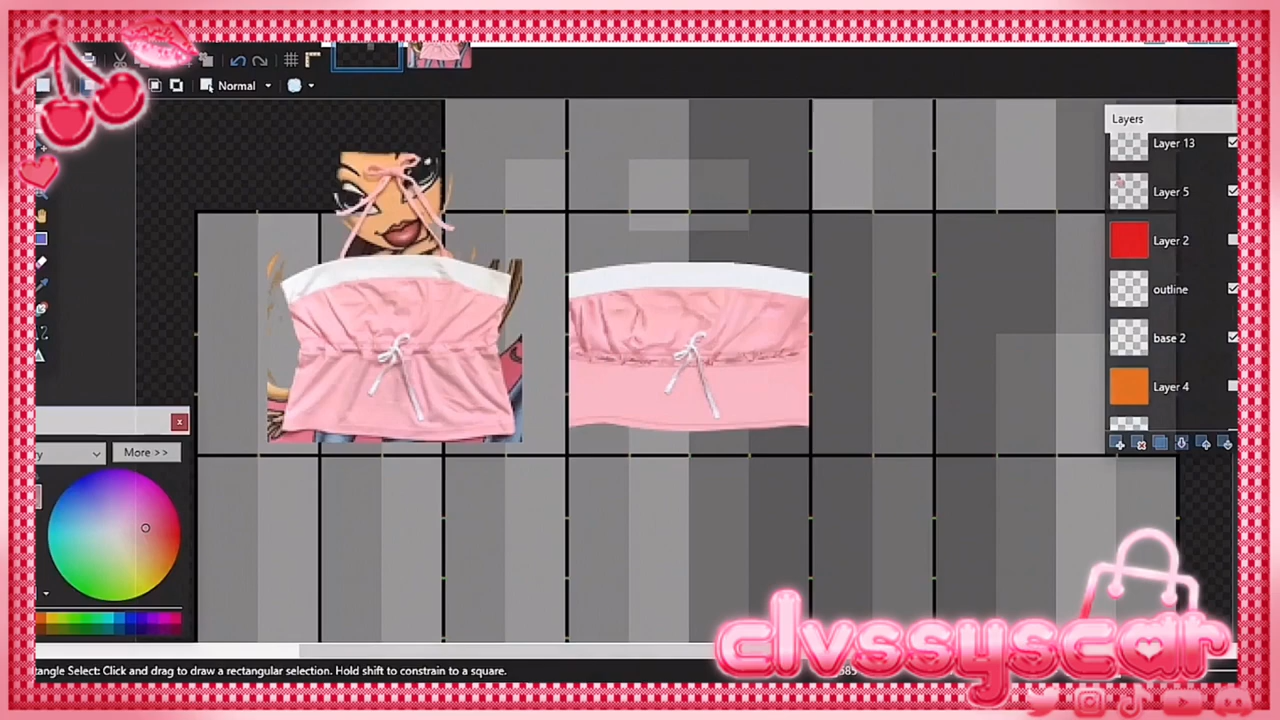 Normal
Layers
Layer 13
Layer 5
Layer 2
outline
base 2
Layer 4
More >>
tangle Select: Click and drag to draw a rectangular selection. Hold shift to constrain to a square.
clvssyscar